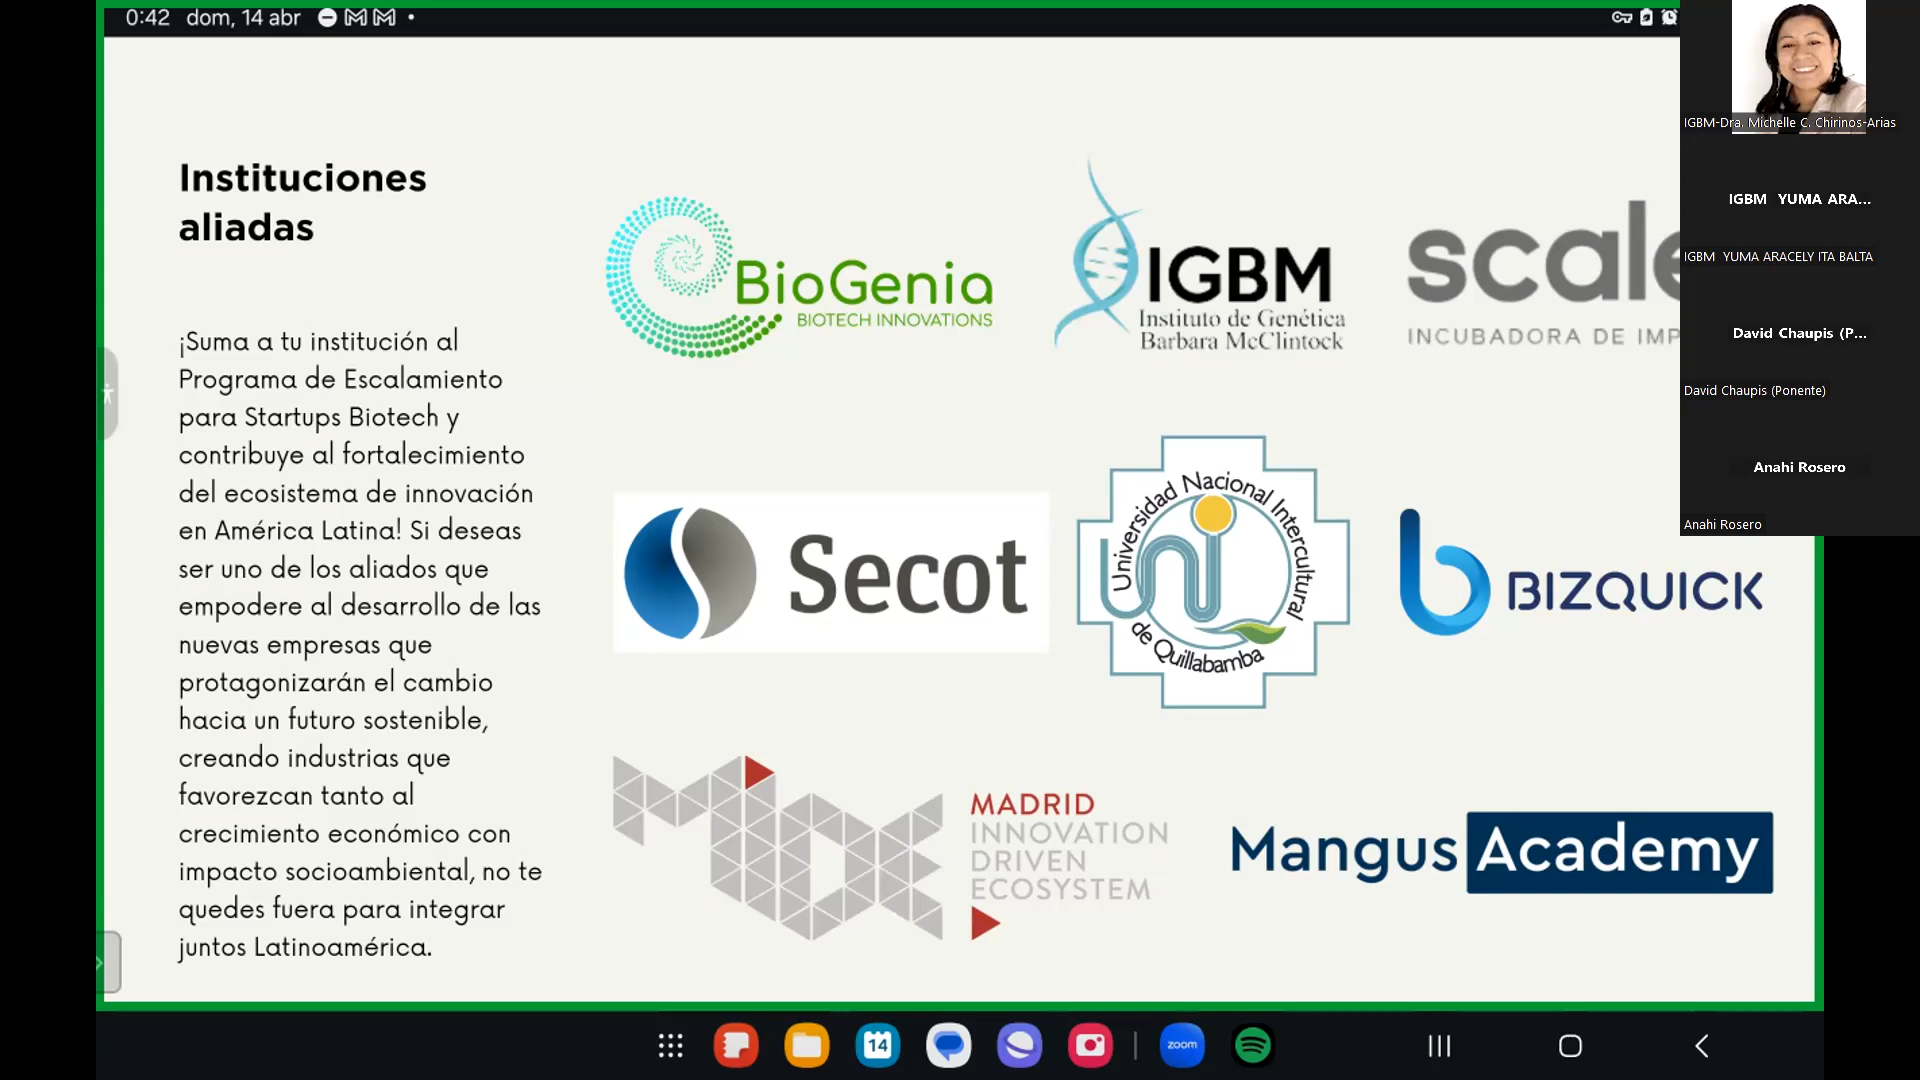 0:42 dom, 14 abr
Instituciones
aliadas
¡Suma a tu institución al
Programa de Escalamiento
para Startups Biotech y
contribuye al fortalecimiento
del ecosistema de innovación
en América Latina! Si deseas
ser uno de los aliados que
empodere al desarrollo de las
nuevas empresas que
protagonizarán el cambio
hacia un futuro sostenible,
creando industrias que
favorezcan tanto al
crecimiento económico con
impacto socioambiental, no te
quedes fuera para integrar
juntos Latinoamérica.
BioGenia
BIOTECH INNOVATIONS
IGBM
Instituto de Genética
Barbara McClintock
scale
INCUBADORA DE IMP
Secot
Universidad Nacional Intercultural
de Quillabamba
BIZQUICK
MADRID
INNOVATION
DRIVEN
ECOSYSTEM
Mangus Academy
IGBM-Dra. Michelle C. Chirinos-Arias
IGBM YUMA ARA...
IGBM YUMA ARACELY ITA BALTA
David Chaupis (P...
David Chaupis (Ponente)
Anahi Rosero
Anahi Rosero
14
zoom